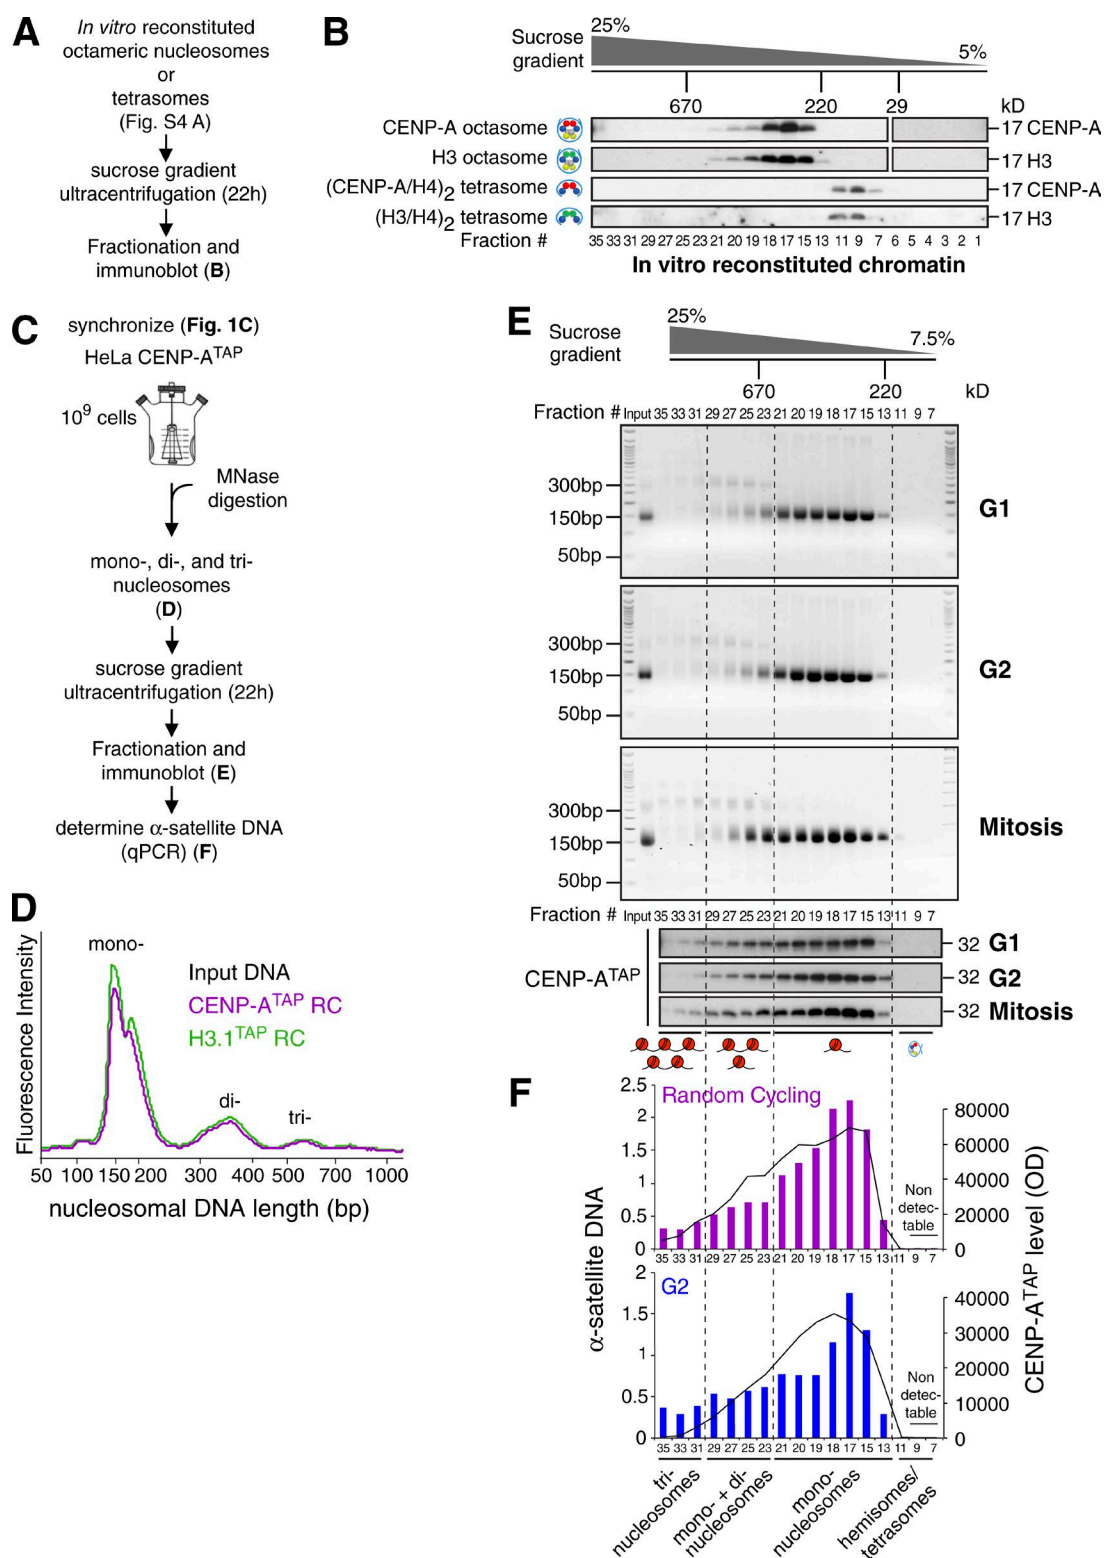 A
In vitro reconstituted
octameric nucleosomes
or
tetrasomes
(Fig. S4 A)
sucrose gradient
ultracentrifugation (22h)
Fractionation and
immunoblot (B)
B
25%
Sucrose
gradient
5%
670 220 29 kD
CENP-A octasome 17 CENP-A
H3 octasome 17 H3
(CENP-A/H4)2 tetrasome 17 CENP-A
(H3/H4)2 tetrasome 17 H3
Fraction # 35 33 31 29 27 25 23 21 20 19 18 17 15 13 11 9 7 6 5 4 3 2 1
In vitro reconstituted chromatin
C
synchronize (Fig. 1C)
HeLa CENP-ATAP
10⁹ cells
MNase
digestion
mono-, di-, and tri-
nucleosomes
(D)
sucrose gradient
ultracentrifugation (22h)
Fractionation and
immunoblot (E)
determine α-satellite DNA
(qPCR) (F)
D
Fluorescence Intensity
mono-
Input DNA
CENP-ATAP RC
H3.1TAP RC
di-
tri-
50 100 150 200 300 400 500 700 1000
nucleosomal DNA length (bp)
E
Sucrose
gradient
25%
7.5%
670 220 kD
Fraction # Input 35 33 31 29 27 25 23 21 20 19 18 17 15 13 11 9 7
300bp
150bp
50bp
G1
300bp
150bp
50bp
G2
300bp
150bp
50bp
Mitosis
Fraction # Input 35 33 31 29 27 25 23 21 20 19 18 17 15 13 11 9 7
CENP-ATAP
32 G1
32 G2
32 Mitosis
F
α-satellite DNA
CENP-ATAP level (OD)
Random Cycling
2.5
2
1.5
1
0.5
0
80000
60000
40000
20000
0
Non
detec-
table
35 33 31 29 27 25 23 21 20 19 18 17 15 13 11 9 7
G2
2
1.5
1
0.5
0
40000
30000
20000
10000
0
Non
detec-
table
35 33 31 29 27 25 23 21 20 19 18 17 15 13 11 9 7
tri-
nucleosomes
mono- + di-
nucleosomes
mono-
nucleosomes
hemisomes/
tetrasomes